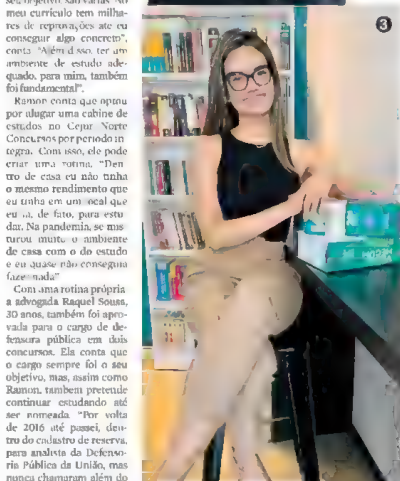 meu currículo tem milha-
res de reprovações até eu
conseguir algo concreto",
conta. "Além disso, ter um
ambiente de estudo ade-
quado, para mim, também
foi fundamental".
Ramon conta que optou
por alugar uma cabine de
estudos no Cejur Norte
Concursos por período in-
tegral. Com isso, ele pode
criar uma rotina. "Den-
tro de casa eu não tinha
o mesmo rendimento que
eu tinha em um local que
eu ia, de fato, para estu-
dar. Na pandemia, se mis-
turou muito o ambiente
de casa com o do estudo
e eu quase não conseguia
fazer nada"
Com uma rotina própria
a advogada Raquel Sousa,
30 anos, também foi apro-
vada para o cargo de de-
fensora pública em dois
concursos. Ela conta que
o cargo sempre foi o seu
objetivo, mas, assim como
Ramon, também pretende
continuar estudando até
ser nomeada "Por volta
de 2016 até passei, den-
tro do cadastro de reserva,
para analista da Defenso-
ria Pública da União, mas
nunca chamaram além do
3